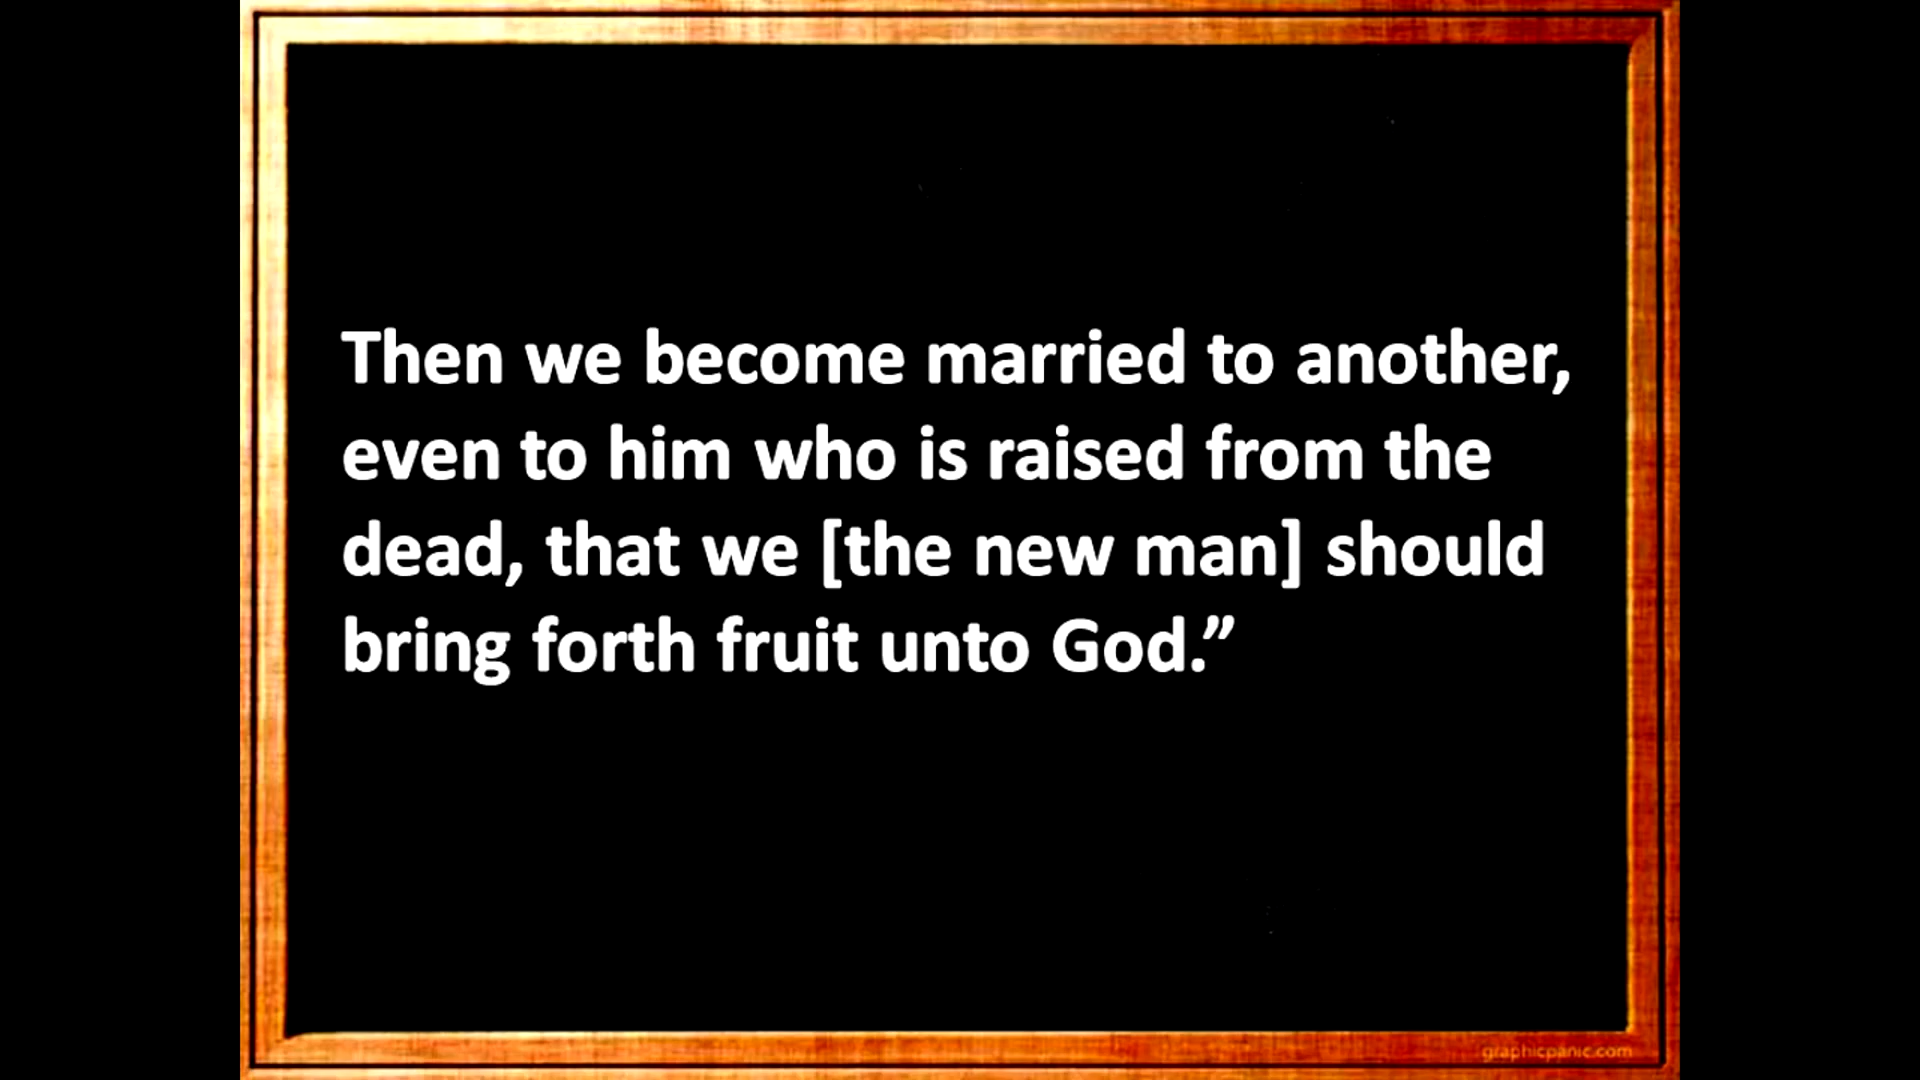 Then we become married to another,
even to him who is raised from the
dead, that we [the new man] should
bring forth fruit unto God.”
graphicpanic.com